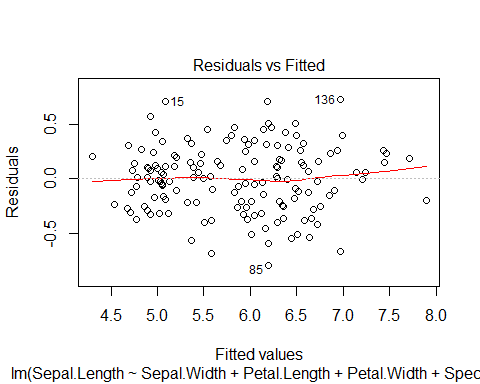 Residuals vs Fitted
Residuals
0.5
0.0
-0.5
15
136
85
4.5 5.0 5.5 6.0 6.5 7.0 7.5 8.0
Fitted values
lm(Sepal.Length ~ Sepal.Width + Petal.Length + Petal.Width + Spec